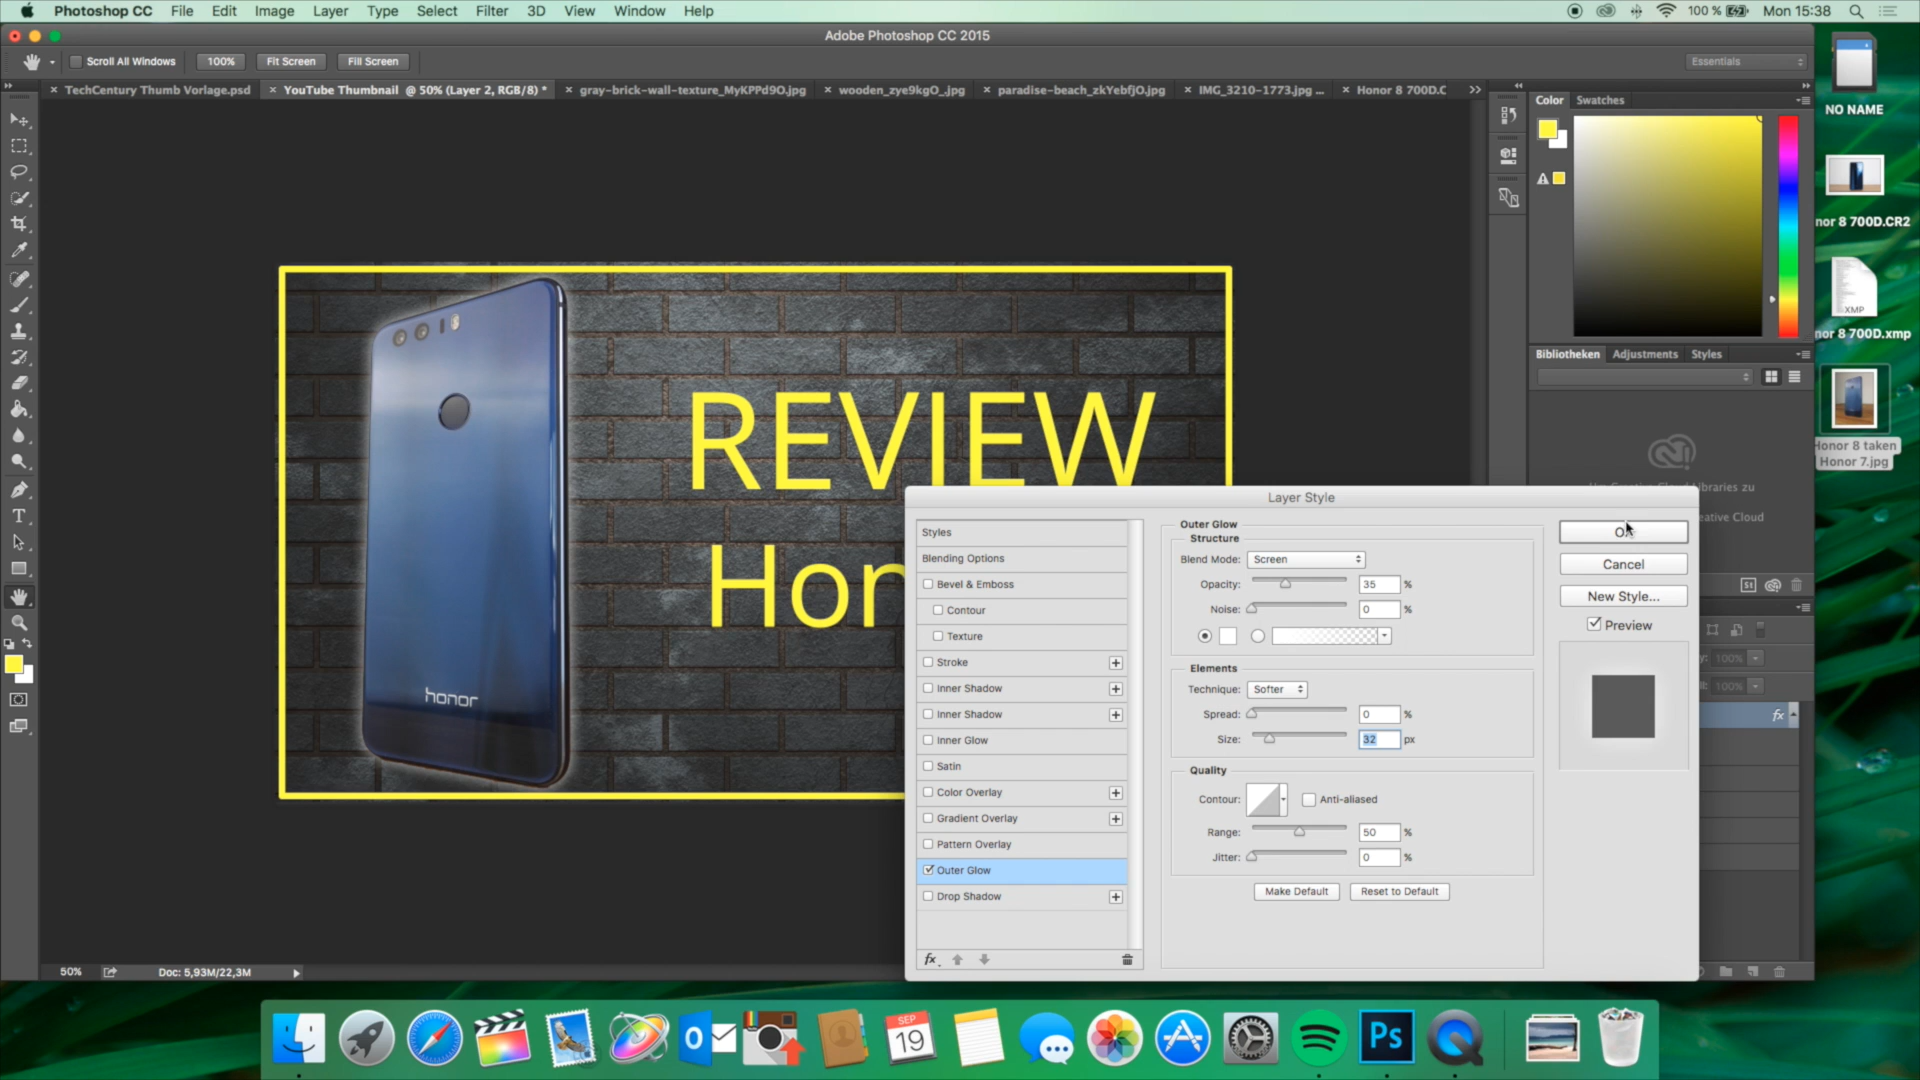 Photoshop CC File Edit Image Layer Type Select Filter 3D View Window Help 100 % Mon 15:38
Adobe Photoshop CC 2015
Scroll All Windows 100% Fit Screen Fill Screen Essentials
TechCentury Thumb Vorlage.psd YouTube Thumbnail @ 50% (Layer 2, RGB/8) * gray-brick-wall-texture_MyKPPd9O.jpg wooden_zye9kgO_.jpg paradise-beach_zkYebfjO.jpg IMG_3210-1773.jpg ... Honor 8 700D.C
Color Swatches
NO NAME
nor 8 700D.CR2
XMP
nor 8 700D.xmp
Bibliotheken Adjustments Styles
Honor 8 taken
Honor 7.jpg
braries zu
eative Cloud
St
100%
100%
fx
REVIEW
Hon
honor
Layer Style
Styles
Blending Options
Bevel & Emboss
Contour
Texture
Stroke
Inner Shadow
Inner Shadow
Inner Glow
Satin
Color Overlay
Gradient Overlay
Pattern Overlay
Outer Glow
Drop Shadow
fx
Outer Glow
Structure
Blend Mode: Screen
Opacity: 35 %
Noise: 0 %
Elements
Technique: Softer
Spread: 0 %
Size: 32 px
Quality
Contour: Anti-aliased
Range: 50 %
Jitter: 0 %
Make Default Reset to Default
Cancel
New Style...
Preview
50% Doc: 5,93M/22,3M
SEP
19
Ps